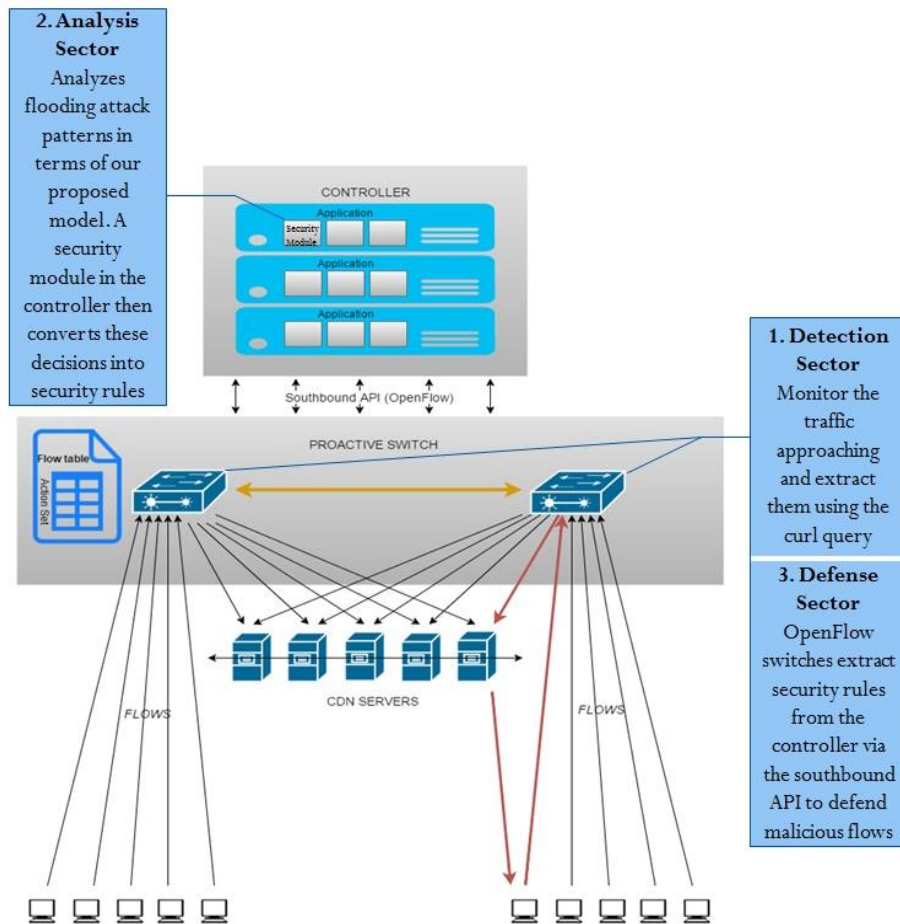 2. Analysis
Sector
Analyzes
flooding attack
patterns in
terms of our
proposed
model. A
security
module in the
controller then
converts these
decisions into
security rules
CONTROLLER
Application
Security
Module
Application
Application
Southbound API (OpenFlow)
PROACTIVE SWITCH
Flow table
Action Set
1. Detection
Sector
Monitor the
traffic
approaching
and extract
them using the
curl query
3. Defense
Sector
OpenFlow
switches extract
security rules
from the
controller via
the southbound
API to defend
malicious flows
CDN SERVERS
FLOWS
FLOWS